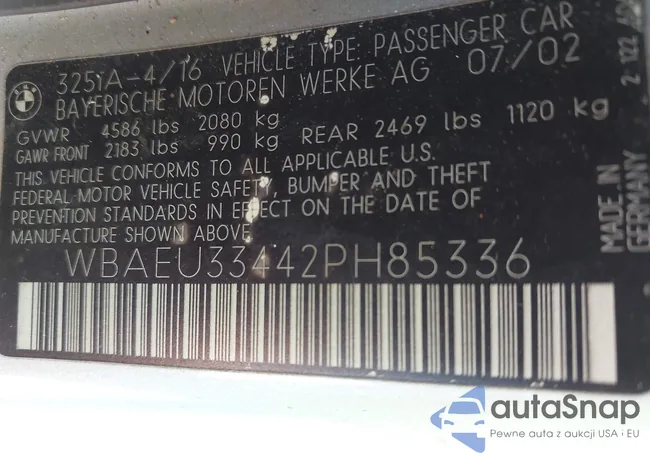 325iA-4/16 VEHICLE TYPE: PASSENGER CAR
BAYERISCHE MOTOREN WERKE AG 07/02
GVWR 4586 lbs 2080 kg
GAWR FRONT 2183 lbs 990 kg REAR 2469 lbs 1120 kg
THIS VEHICLE CONFORMS TO ALL APPLICABLE U.S.
FEDERAL MOTOR VEHICLE SAFETY, BUMPER AND THEFT
PREVENTION STANDARDS IN EFFECT ON THE DATE OF
MANUFACTURE SHOWN ABOVE.
WBAEU33442PH85336
MADE IN
GERMANY
2 122
autaSnap
Pewne auta z aukcji USA i EU